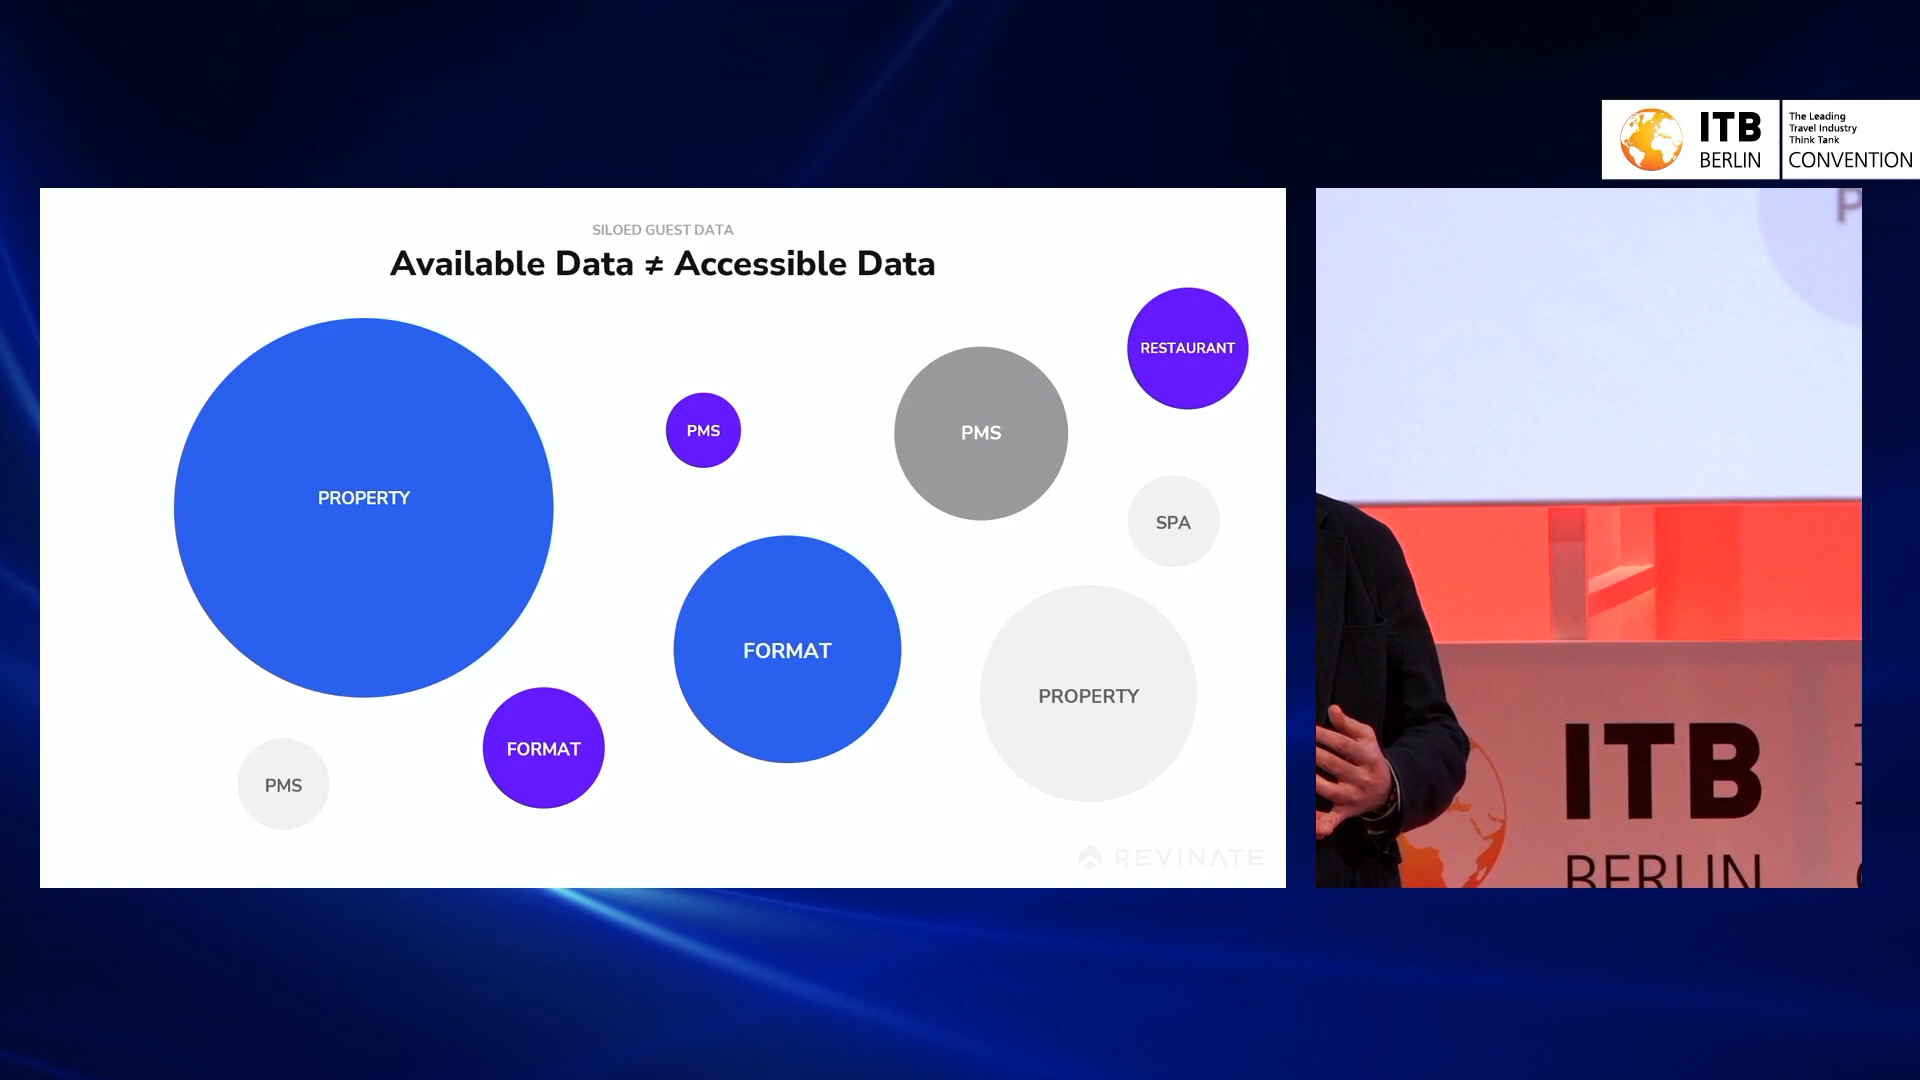 ITB
BERLIN
The Leading
Travel Industry
Think Tank
CONVENTION
SILOED GUEST DATA
Available Data ≠ Accessible Data
RESTAURANT
PMS
PMS
PROPERTY
SPA
FORMAT
PROPERTY
FORMAT
PMS
REVINATE
P
ITB
BERLIN